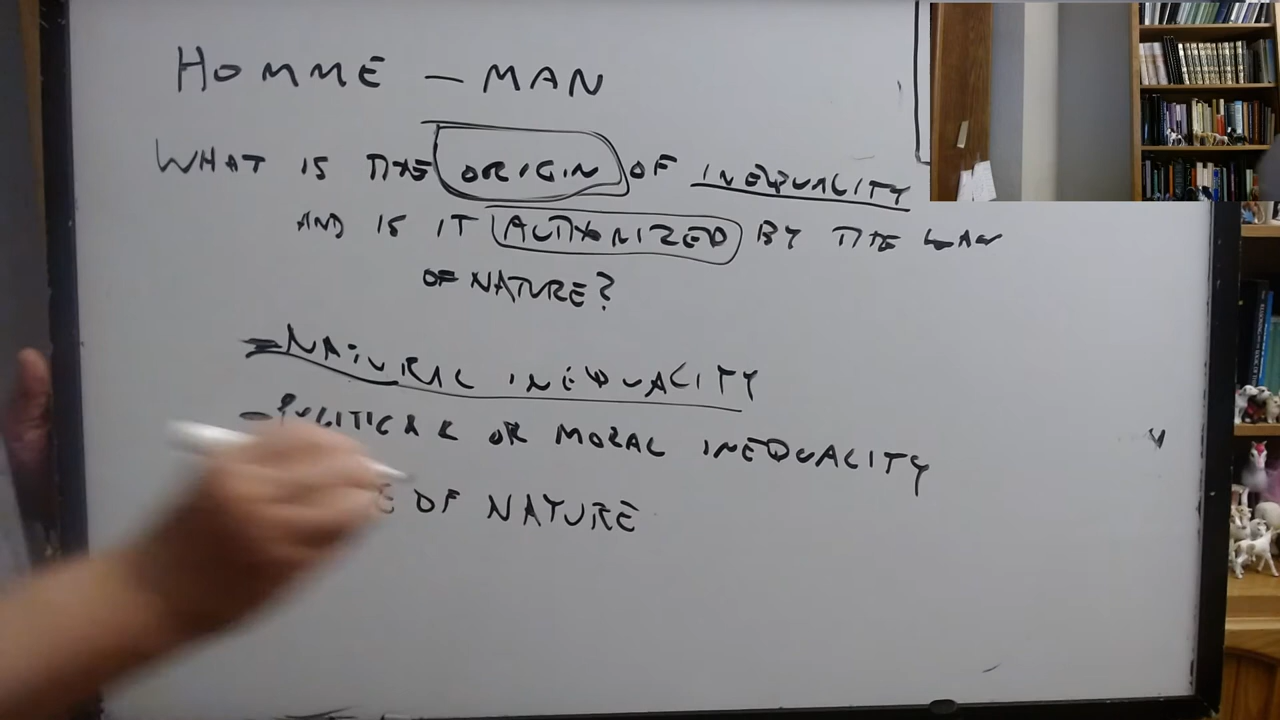 HOMME - MAN
WHAT IS THE ORIGIN OF INEQUALITY
AND IS IT AUTHORIZED BY THE LAW
OF NATURE?
- NATURAL INEQUALITY
- POLITICAL OR MORAL INEQUALITY
OF NATURE